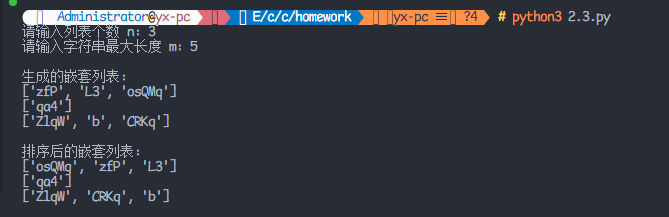 Administrator@yx-pc E/c/c/homework yx-pc ?4 # python3 2.3.py
请输入列表个数 n: 3
请输入字符串最大长度 m: 5
生成的嵌套列表:
['zfP', 'L3', 'osQMq']
['qa4']
['ZlqW', 'b', 'CRKq']
排序后的嵌套列表:
['osQMq', 'zfP', 'L3']
['qa4']
['ZlqW', 'CRKq', 'b']